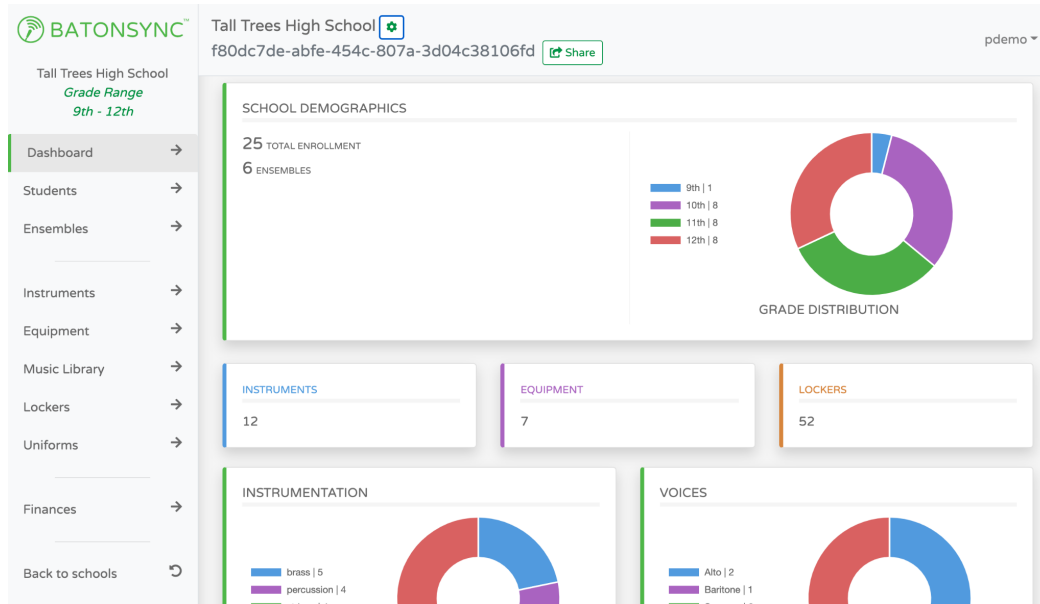 BATONSYNC™
Tall Trees High School
Grade Range
9th - 12th
Dashboard
Students
Ensembles
Instruments
Equipment
Music Library
Lockers
Uniforms
Finances
Back to schools
Tall Trees High School
f80dc7de-abfe-454c-807a-3d04c38106fd Share
pdemo
SCHOOL DEMOGRAPHICS
25 TOTAL ENROLLMENT
6 ENSEMBLES
9th | 1
10th | 8
11th | 8
12th | 8
GRADE DISTRIBUTION
INSTRUMENTS
12
EQUIPMENT
7
LOCKERS
52
INSTRUMENTATION
brass | 5
percussion | 4
VOICES
Alto | 2
Baritone | 1